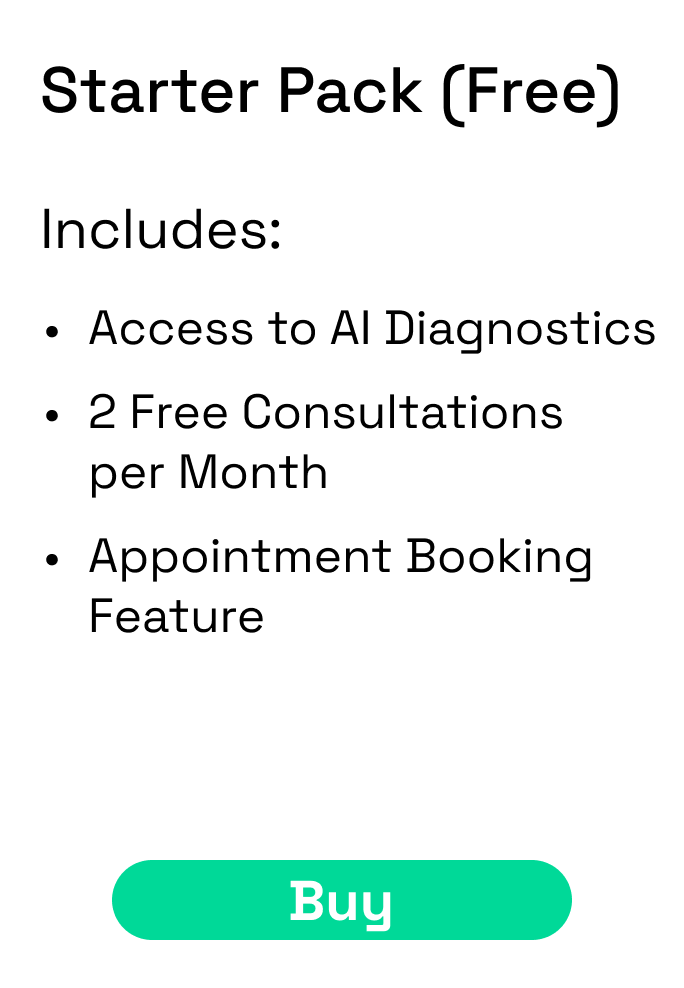 Starter Pack (Free)
Includes:
• Access to AI Diagnostics
• 2 Free Consultations
per Month
• Appointment Booking
Feature
Buy